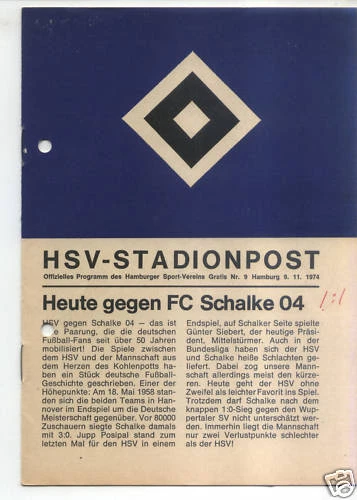 HSV-STADIONPOST
Offizielles Programm des Hamburger Sport-Vereins Gratis Nr. 9 Hamburg 9. 11. 1974
Heute gegen FC Schalke 04
1:1
HSV gegen Schalke 04 — das ist
die Paarung, die die deutschen
Fußball-Fans seit über 50 Jahren
mobilisiert! Die Spiele zwischen
dem HSV und der Mannschaft aus
dem Herzen des Kohlenpotts ha-
ben ein Stück deutsche Fußball-
Geschichte geschrieben. Einer der
Höhepunkte: Am 18. Mai 1958 stan-
den sich die beiden Teams in Han-
nover im Endspiel um die Deutsche
Meisterschaft gegenüber. Vor 80000
Zuschauern siegte Schalke damals
mit 3:0. Jupp Posipal stand zum
letzten Mal für den HSV in einem
Endspiel, auf Schalker Seite spielte
Günter Siebert, der heutige Präsi-
dent, Mittelstürmer. Auch in der
Bundesliga haben sich der HSV
und Schalke heiße Schlachten ge-
liefert. Dabei zog unsere Mann-
schaft allerdings meist den kürze-
ren. Heute geht der HSV ohne
Zweifel als leichter Favorit ins Spiel.
Trotzdem darf Schalke nach dem
knappen 1:0-Sieg gegen den Wup-
pertaler SV nicht unterschätzt wer-
den. Immerhin liegt die Mannschaft
nur zwei Verlustpunkte schlechter
als der HSV!